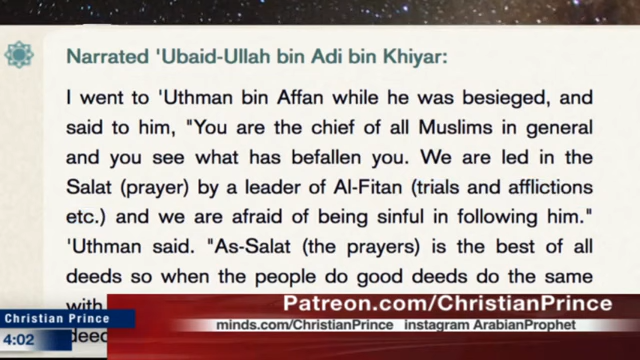 Narrated 'Ubaid-Ullah bin Adi bin Khiyar:
I went to 'Uthman bin Affan while he was besieged, and
said to him, "You are the chief of all Muslims in general
and you see what has befallen you. We are led in the
Salat (prayer) by a leader of Al-Fitan (trials and afflictions
etc.) and we are afraid of being sinful in following him."
'Uthman said. "As-Salat (the prayers) is the best of all
deeds so when the people do good deeds do the same
with
Patreon.com/ChristianPrince
Christian Prince
minds.com/ChristianPrince instagram ArabianProphet
4:02
deed